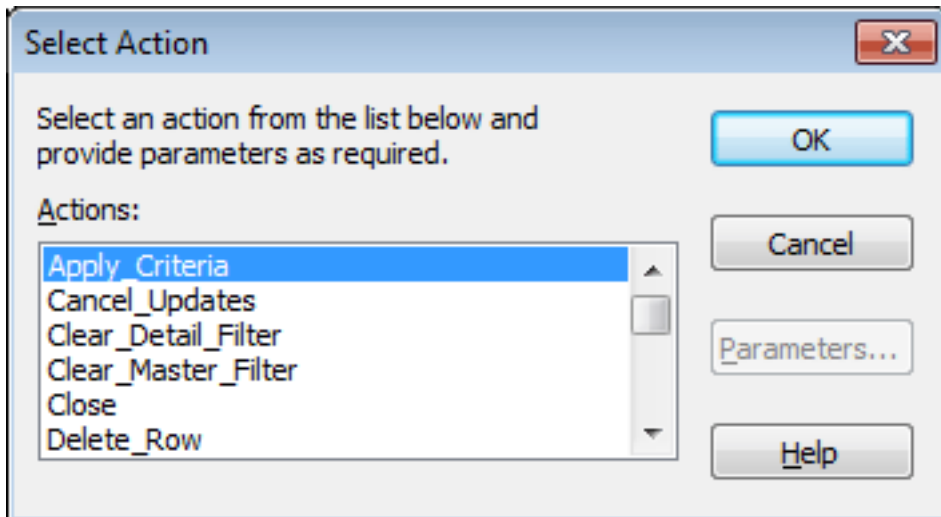 Select Action
Select an action from the list below and
provide parameters as required.
OK
Actions:
Cancel
Apply_Criteria
Cancel_Updates
Clear_Detail_Filter
Clear_Master_Filter
Close
Delete_Row
Parameters...
Help